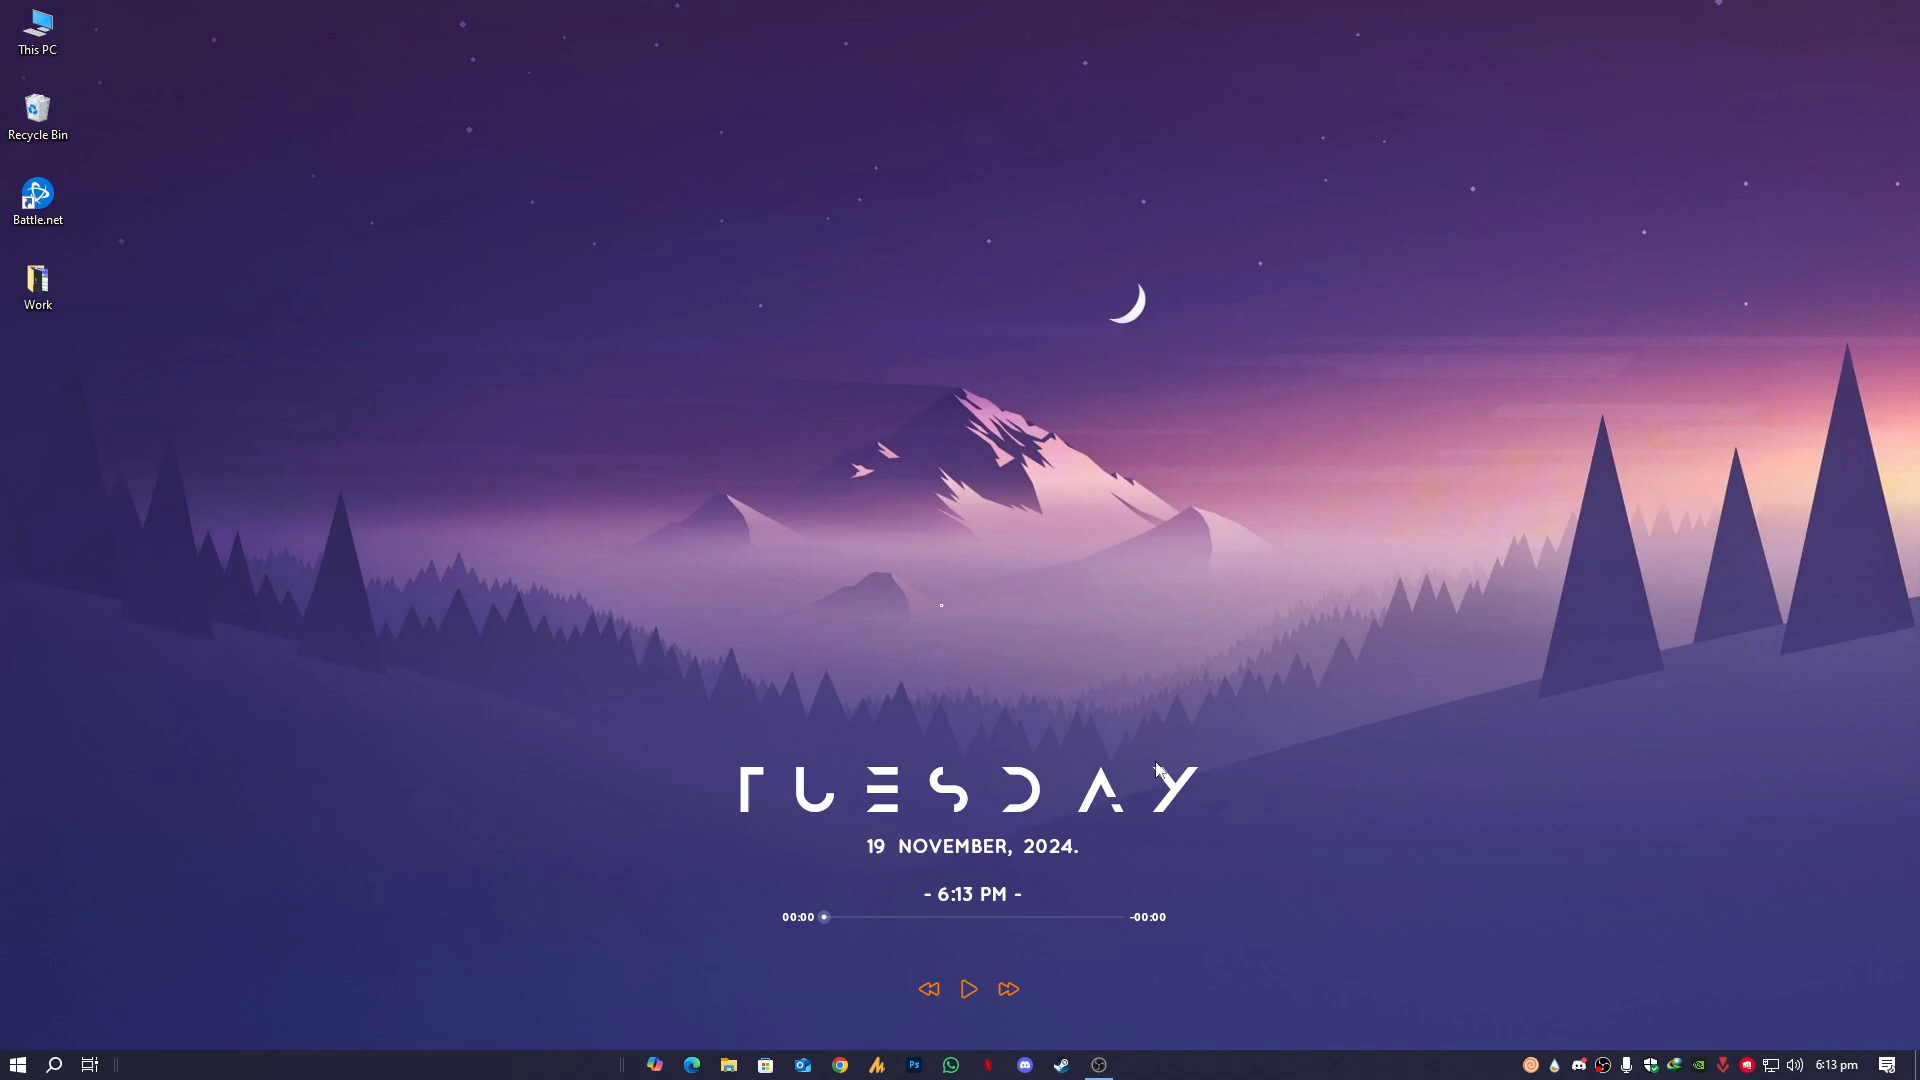 This PC
Recycle Bin
Battle.net
Work
TUESDAY
19 NOVEMBER, 2024.
- 6:13 PM -
00:00
-00:00
Ps
6:13 pm